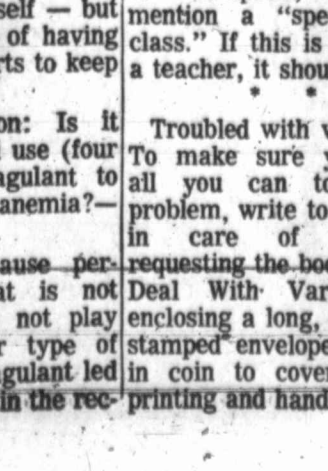 self — but
of having
rts to keep
on: Is it
use (four
agulant to
anemia?—
ause per-
at is not
not play
type of
agulant led
in the rec-
mention a "spe
class." If this is
a teacher, it shou
* *
Troubled with v
To make sure y
all you can to
problem, write to
in care of
requesting the boo
Deal With Var
enclosing a long,
stamped envelope
in coin to cover
printing and hand